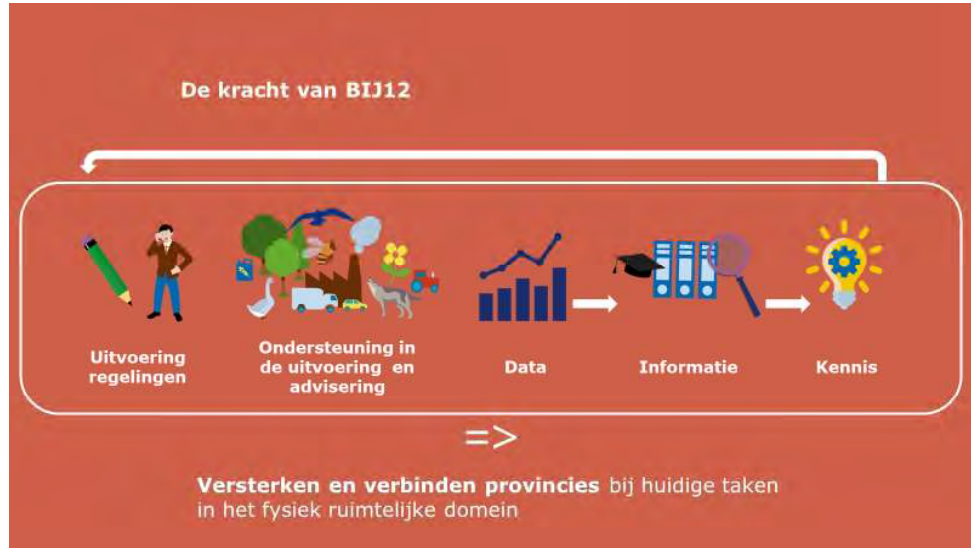 De kracht van BIJ12
Uitvoering
regelingen
Ondersteuning in
de uitvoering en
advisering
Data
Informatie
Kennis
=>
Versterken en verbinden provincies bij huidige taken
in het fysiek ruimtelijke domein